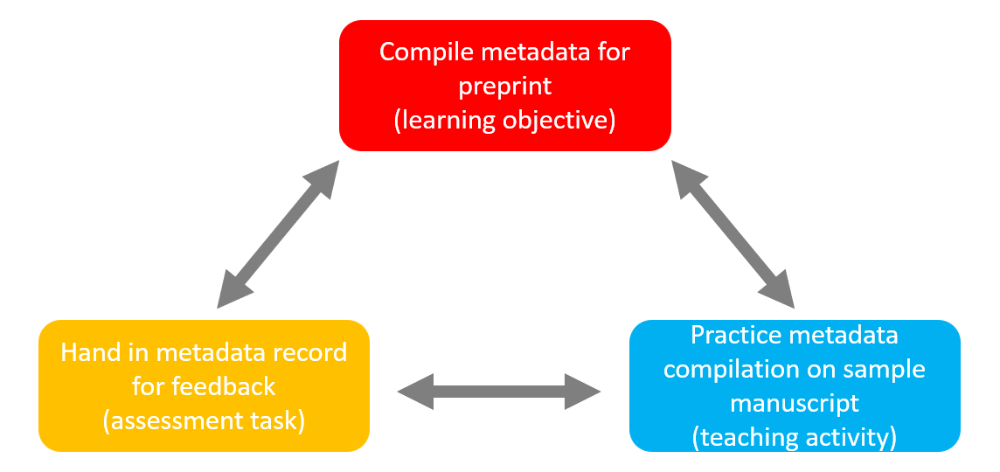 Compile metadata for
preprint
(learning objective)
Hand in metadata record
for feedback
(assessment task)
Practice metadata
compilation on sample
manuscript
(teaching activity)